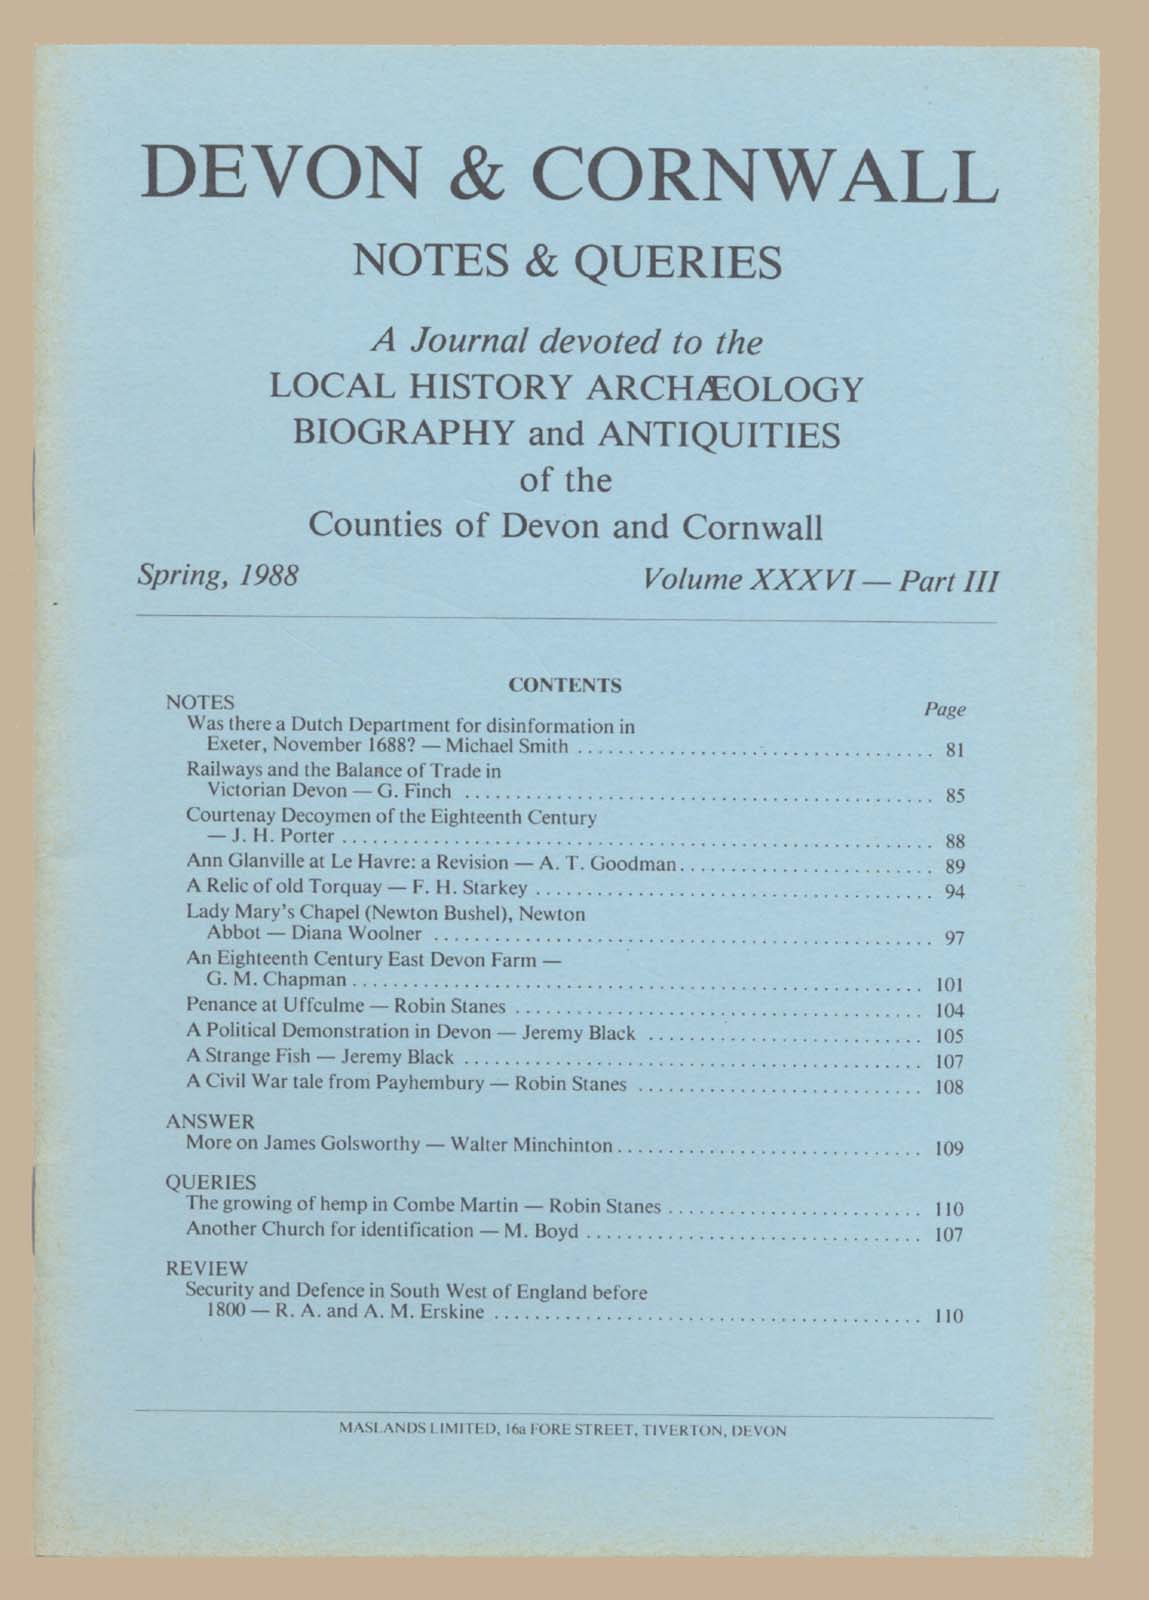 DEVON & CORNWALL
NOTES & QUERIES
A Journal devoted to the
LOCAL HISTORY ARCHÆOLOGY
BIOGRAPHY and ANTIQUITIES
of the
Counties of Devon and Cornwall
Spring, 1988 Volume XXXVI — Part III
CONTENTS
NOTES Page
Was there a Dutch Department for disinformation in
Exeter, November 1688? — Michael Smith .................................... 81
Railways and the Balance of Trade in
Victorian Devon — G. Finch .............................................. 85
Courtenay Decoymen of the Eighteenth Century
— J. H. Porter .......................................................... 88
Ann Glanville at Le Havre: a Revision — A. T. Goodman......................... 89
A Relic of old Torquay — F. H. Starkey ....................................... 94
Lady Mary's Chapel (Newton Bushel), Newton
Abbot — Diana Woolner ................................................. 97
An Eighteenth Century East Devon Farm —
G. M. Chapman ........................................................ 101
Penance at Uffculme — Robin Stanes ........................................ 104
A Political Demonstration in Devon — Jeremy Black ........................... 105
A Strange Fish — Jeremy Black ............................................. 107
A Civil War tale from Payhembury — Robin Stanes ............................ 108
ANSWER
More on James Golsworthy — Walter Minchinton.............................. 109
QUERIES
The growing of hemp in Combe Martin — Robin Stanes ......................... 110
Another Church for identification — M. Boyd ................................. 107
REVIEW
Security and Defence in South West of England before
1800 — R. A. and A. M. Erskine .......................................... 110
MASLANDS LIMITED, 16a FORE STREET, TIVERTON, DEVON